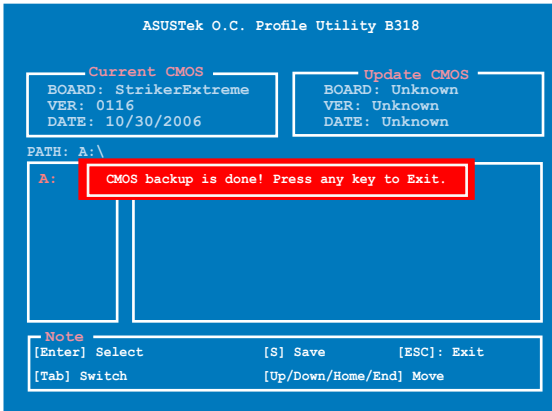 ASUSTek O.C. Profile Utility B318
Current CMOS
BOARD: StrikerExtreme
VER: 0116
DATE: 10/30/2006
Update CMOS
BOARD: Unknown
VER: Unknown
DATE: Unknown
PATH: A:\
A:
CMOS backup is done! Press any key to Exit.
Note
[Enter] Select [S] Save [ESC]: Exit
[Tab] Switch [Up/Down/Home/End] Move